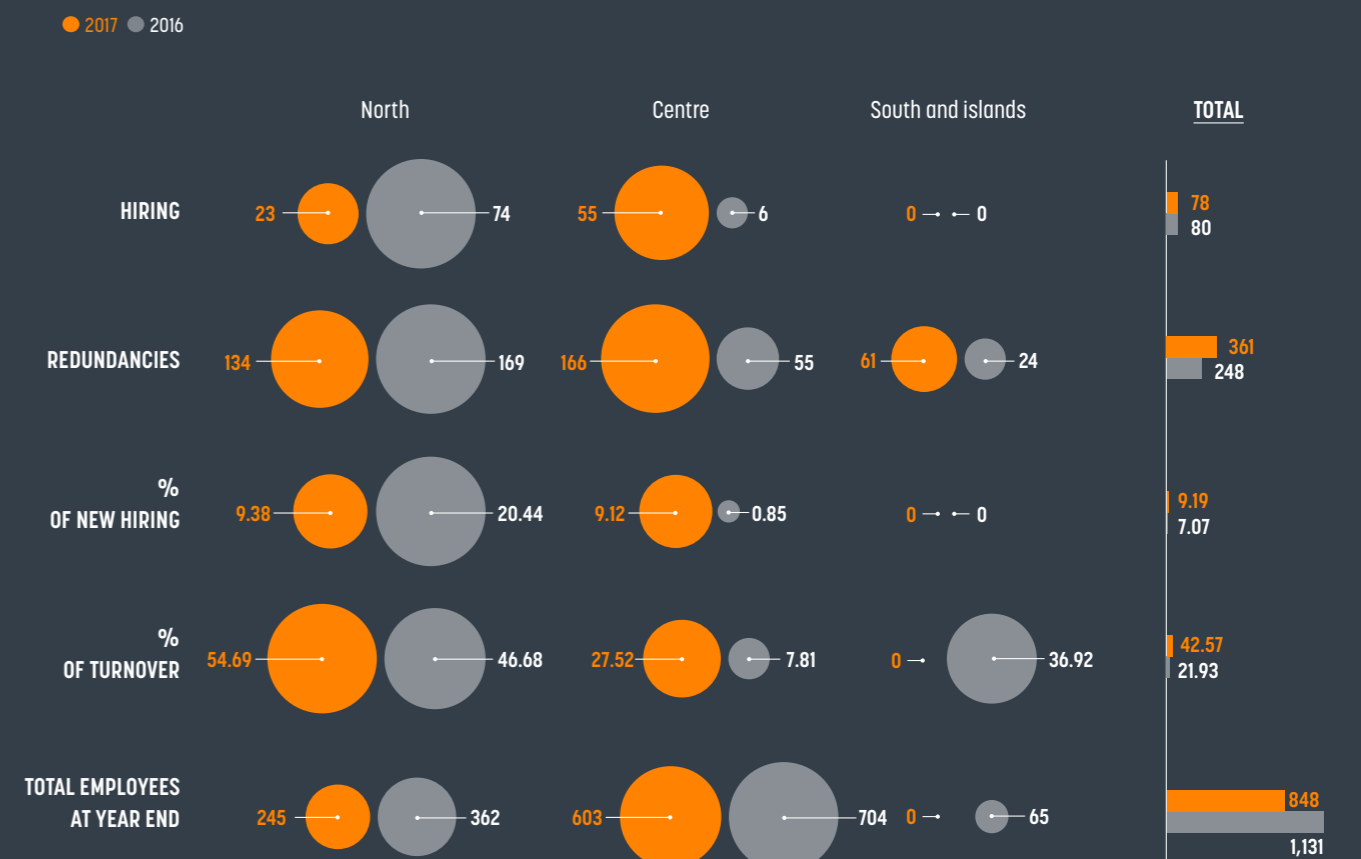 2017 2016
North Centre South and islands TOTAL
HIRING 23 74 55 6 0 0 78
80
REDUNDANCIES 134 169 166 55 61 24 361
248
%
OF NEW HIRING 9.38 20.44 9.12 0.85 0 0 9.19
7.07
%
OF TURNOVER 54.69 46.68 27.52 7.81 0 36.92 42.57
21.93
TOTAL EMPLOYEES
AT YEAR END 245 362 603 704 0 65 848
1,131